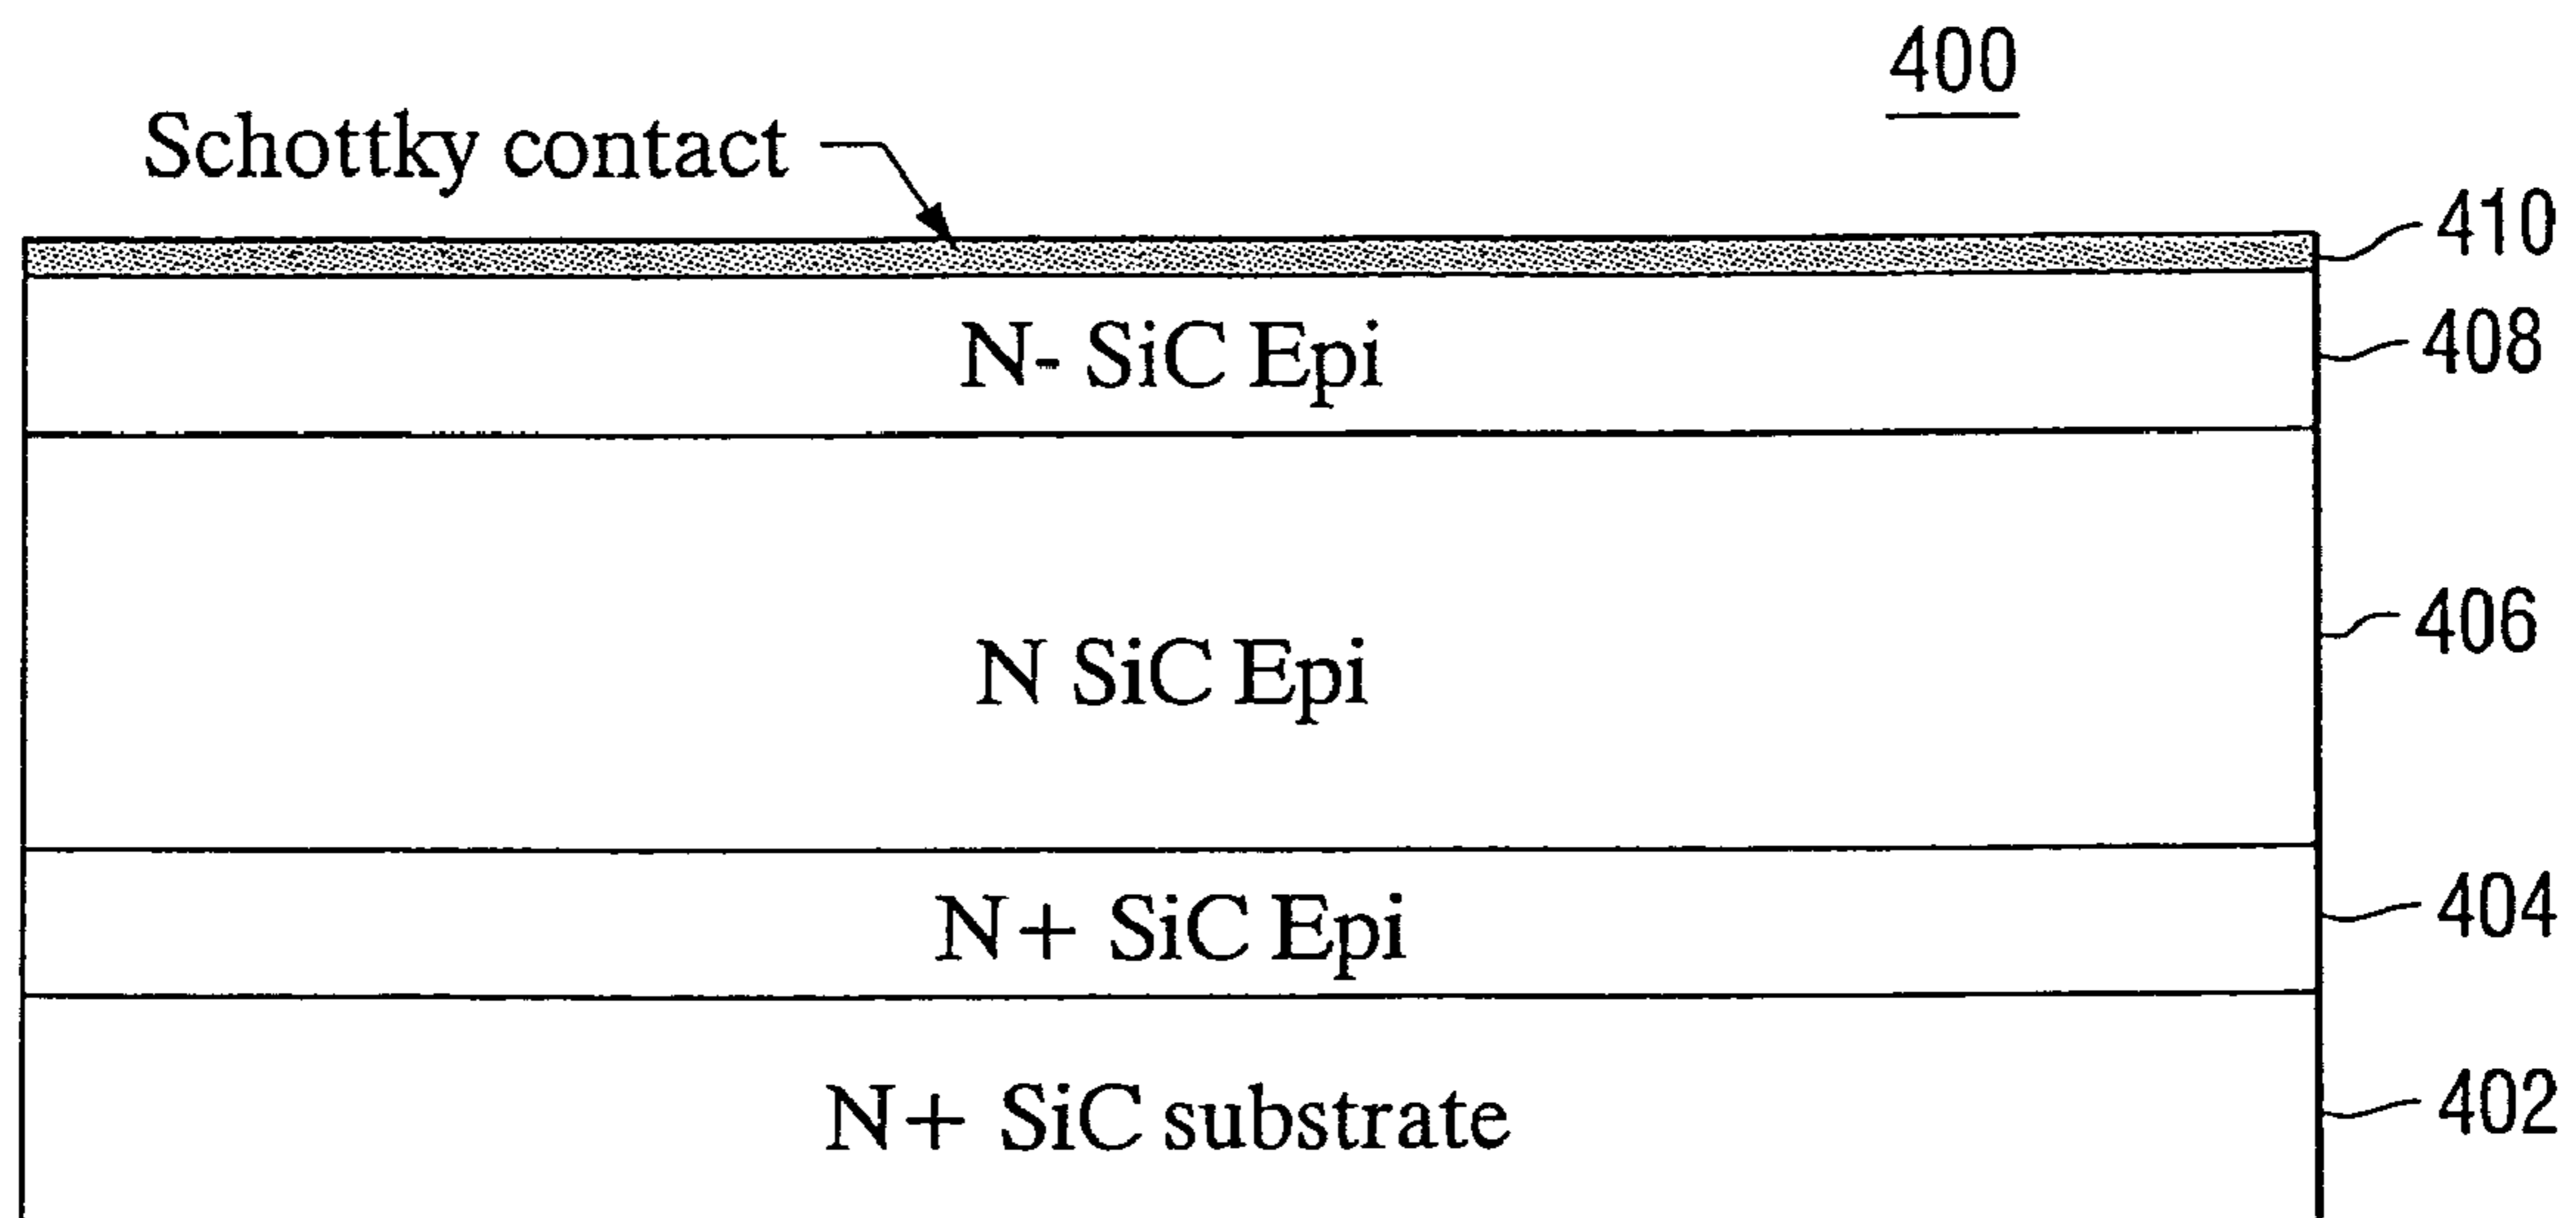 400
Schottky contact
410
N- SiC Epi
408
N SiC Epi
406
N+ SiC Epi
404
N+ SiC substrate
402